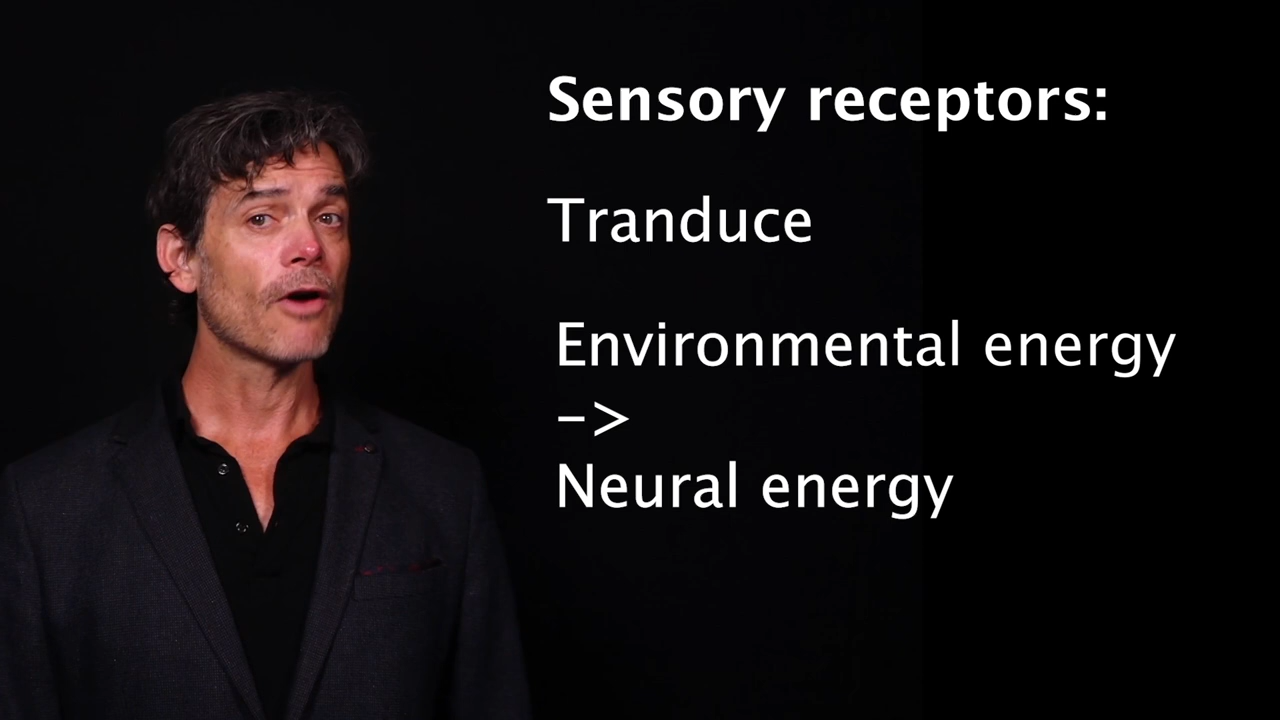 Sensory receptors:
Tranduce
Environmental energy
->
Neural energy